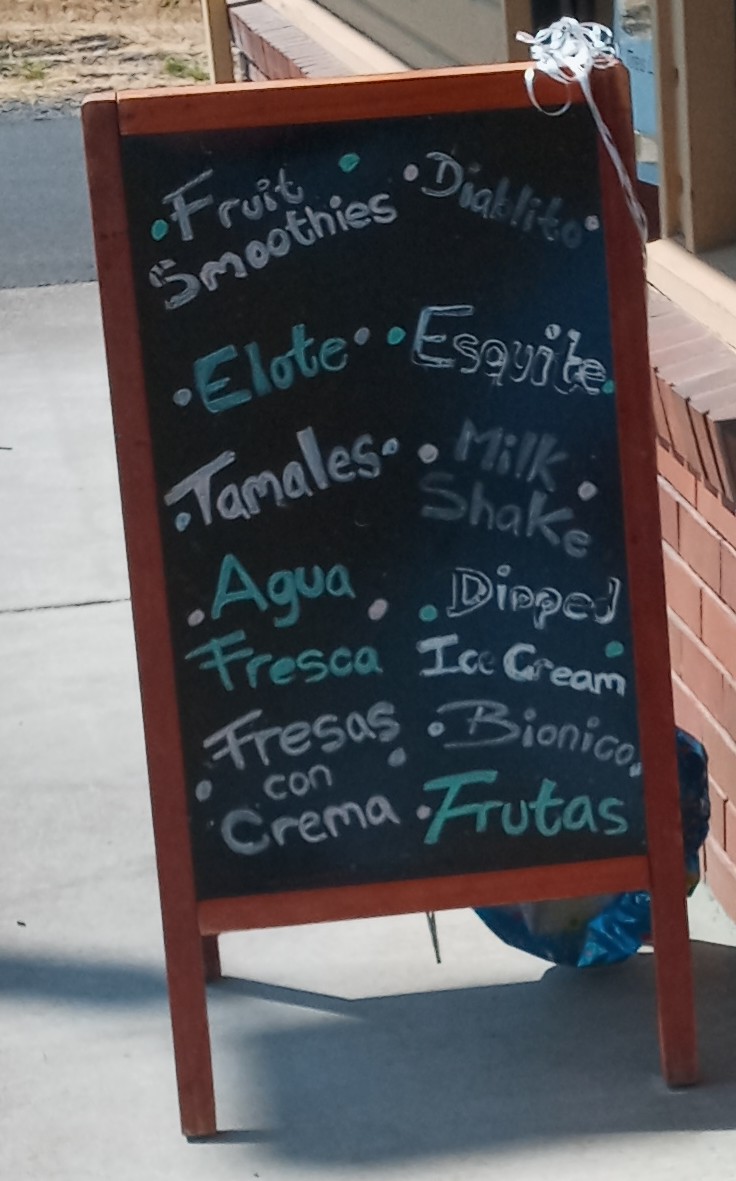 Fruit
Smoothies
Diablito
Elote
Esquite
Tamales
Milk
Shake
Agua
Fresca
Dipped
Ice Cream
Fresas
con
Crema
Bionico
Frutas